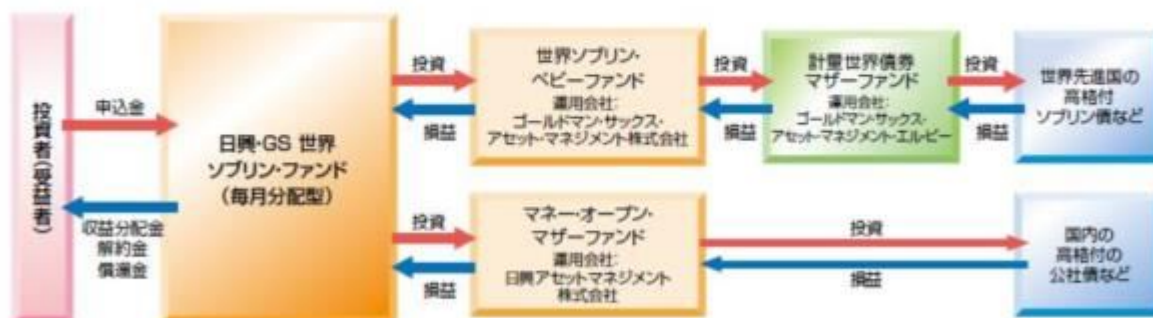 投資者(受益者)
申込金
収益分配金
解約金
償還金
日興・GS 世界
ソブリン・ファンド
(毎月分配型)
投資
損益
世界ソブリン・
ベビーファンド
運用会社:
ゴールドマン・サックス・
アセット・マネジメント株式会社
投資
損益
計量世界債券
マザーファンド
運用会社:
ゴールドマン・サックス・
アセット・マネジメント・エルピー
投資
損益
世界先進国の
高格付
ソブリン債など
投資
損益
マネー・オープン・
マザーファンド
運用会社:
日興アセットマネジメント
株式会社
投資
損益
国内の
高格付の
公社債など